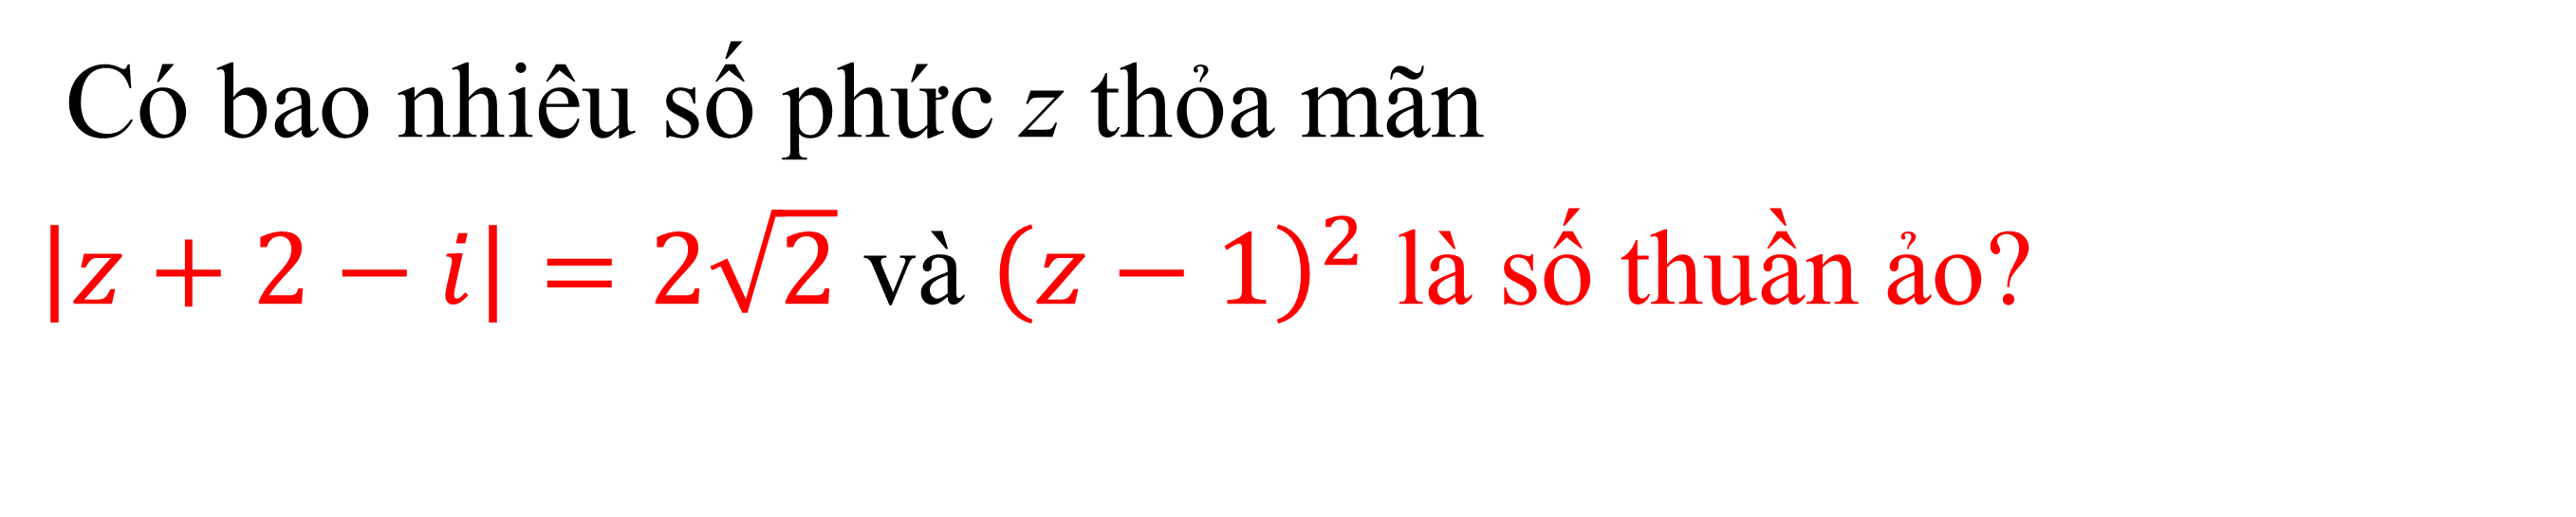 Có bao nhiêu số phức z thỏa mãn
|z + 2 − i| = 2√2 và (z − 1)² là số thuần ảo?